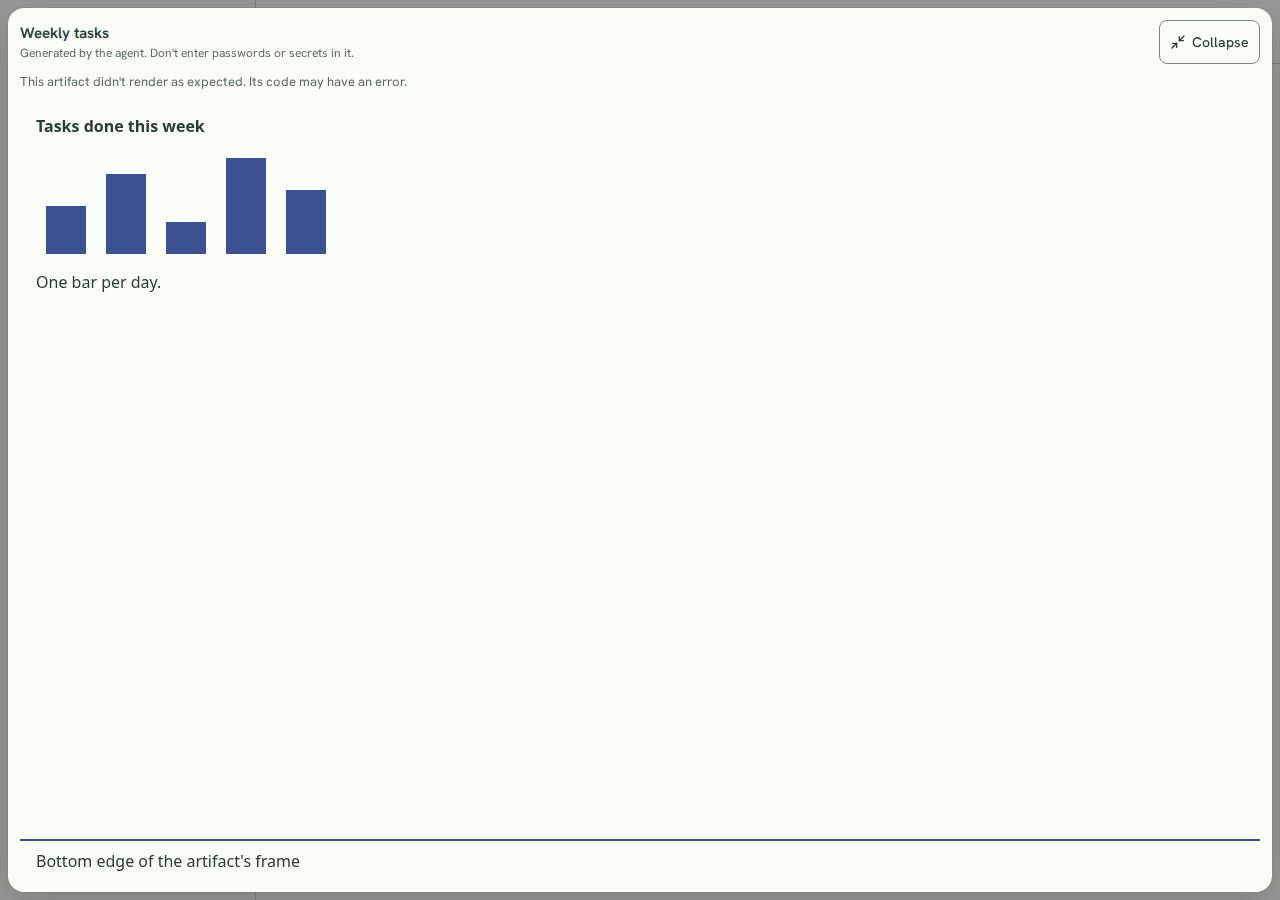 Weekly tasks
Generated by the agent. Don't enter passwords or secrets in it.
Collapse
This artifact didn't render as expected. Its code may have an error.
Tasks done this week
One bar per day.
Bottom edge of the artifact's frame